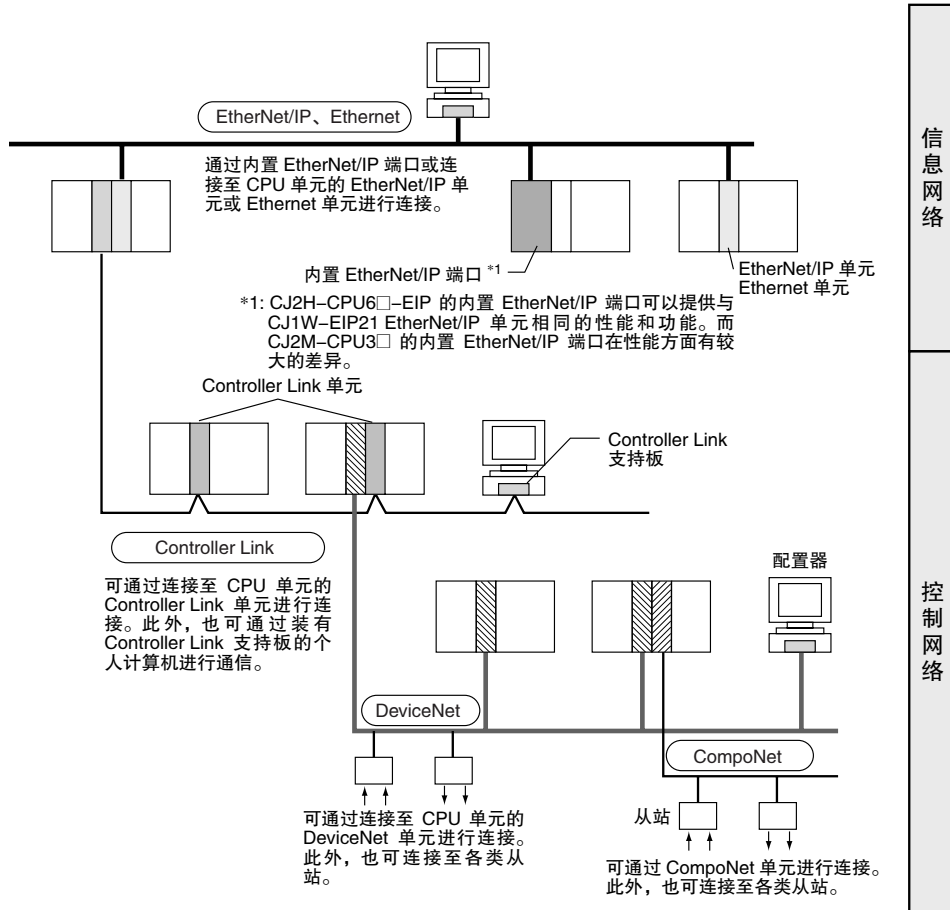 EtherNet/IP、Ethernet
通过内置 EtherNet/IP 端口或连
接至 CPU 单元的 EtherNet/IP 单
元或 Ethernet 单元进行连接。
内置 EtherNet/IP 端口 *1
EtherNet/IP 单元
Ethernet 单元
*1: CJ2H–CPU6□–EIP 的内置 EtherNet/IP 端口可以提供与
CJ1W–EIP21 EtherNet/IP 单元相同的性能和功能。而
CJ2M–CPU3□ 的内置 EtherNet/IP 端口在性能方面有较
大的差异。
信息网络
Controller Link 单元
Controller Link
支持板
Controller Link
可通过连接至 CPU 单元的
Controller Link 单元进行连
接。此外，也可通过装有
Controller Link 支持板的个
人计算机进行通信。
配置器
控制网络
DeviceNet
CompoNet
可通过连接至 CPU 单元的
DeviceNet 单元进行连接。
此外，也可连接至各类从
站。
从站
可通过 CompoNet 单元进行连接。
此外，也可连接至各类从站。